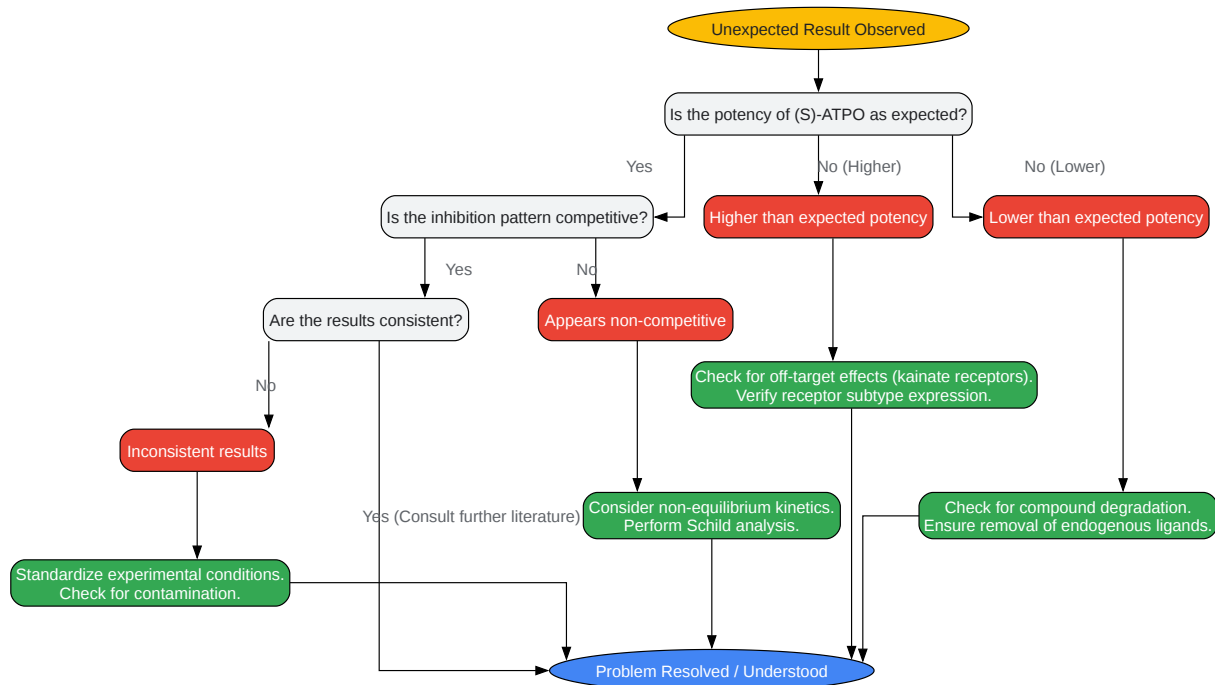 Unexpected Result Observed
Is the potency of (S)-ATPO as expected?
Yes
No (Higher)
No (Lower)
Is the inhibition pattern competitive?
Higher than expected potency
Lower than expected potency
Yes
No
Are the results consistent?
Appears non-competitive
Check for off-target effects (kainate receptors).
Verify receptor subtype expression.
No
Inconsistent results
Yes (Consult further literature)
Consider non-equilibrium kinetics.
Perform Schild analysis.
Check for compound degradation.
Ensure removal of endogenous ligands.
Standardize experimental conditions.
Check for contamination.
Problem Resolved / Understood